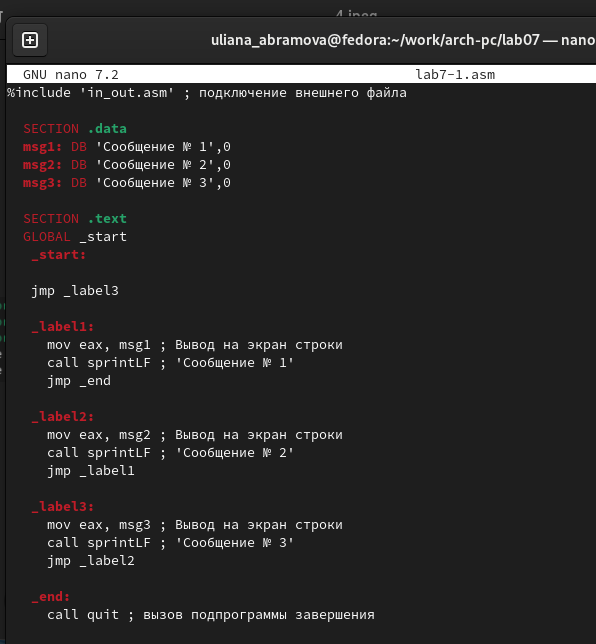 4.jpeg
uliana_abramova@fedora:~/work/arch-pc/lab07 — nano
GNU nano 7.2 lab7-1.asm
%include 'in_out.asm' ; подключение внешнего файла
SECTION .data
msg1: DB 'Сообщение № 1',0
msg2: DB 'Сообщение № 2',0
msg3: DB 'Сообщение № 3',0
SECTION .text
GLOBAL _start
_start:
jmp _label3
_label1:
mov eax, msg1 ; Вывод на экран строки
call sprintLF ; 'Сообщение № 1'
jmp _end
_label2:
mov eax, msg2 ; Вывод на экран строки
call sprintLF ; 'Сообщение № 2'
jmp _label1
_label3:
mov eax, msg3 ; Вывод на экран строки
call sprintLF ; 'Сообщение № 3'
jmp _label2
_end:
call quit ; вызов подпрограммы завершения